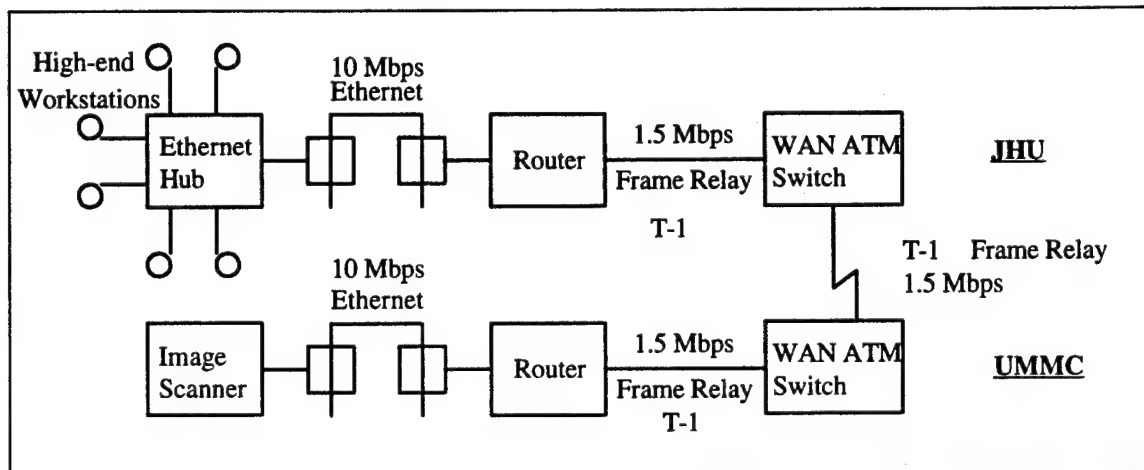 High-end
Workstations
Ethernet
Hub
10 Mbps
Ethernet
Router
1.5 Mbps
Frame Relay
T-1
WAN ATM
Switch
JHU
T-1 Frame Relay
1.5 Mbps
Image
Scanner
10 Mbps
Ethernet
Router
1.5 Mbps
Frame Relay
T-1
WAN ATM
Switch
UMMC